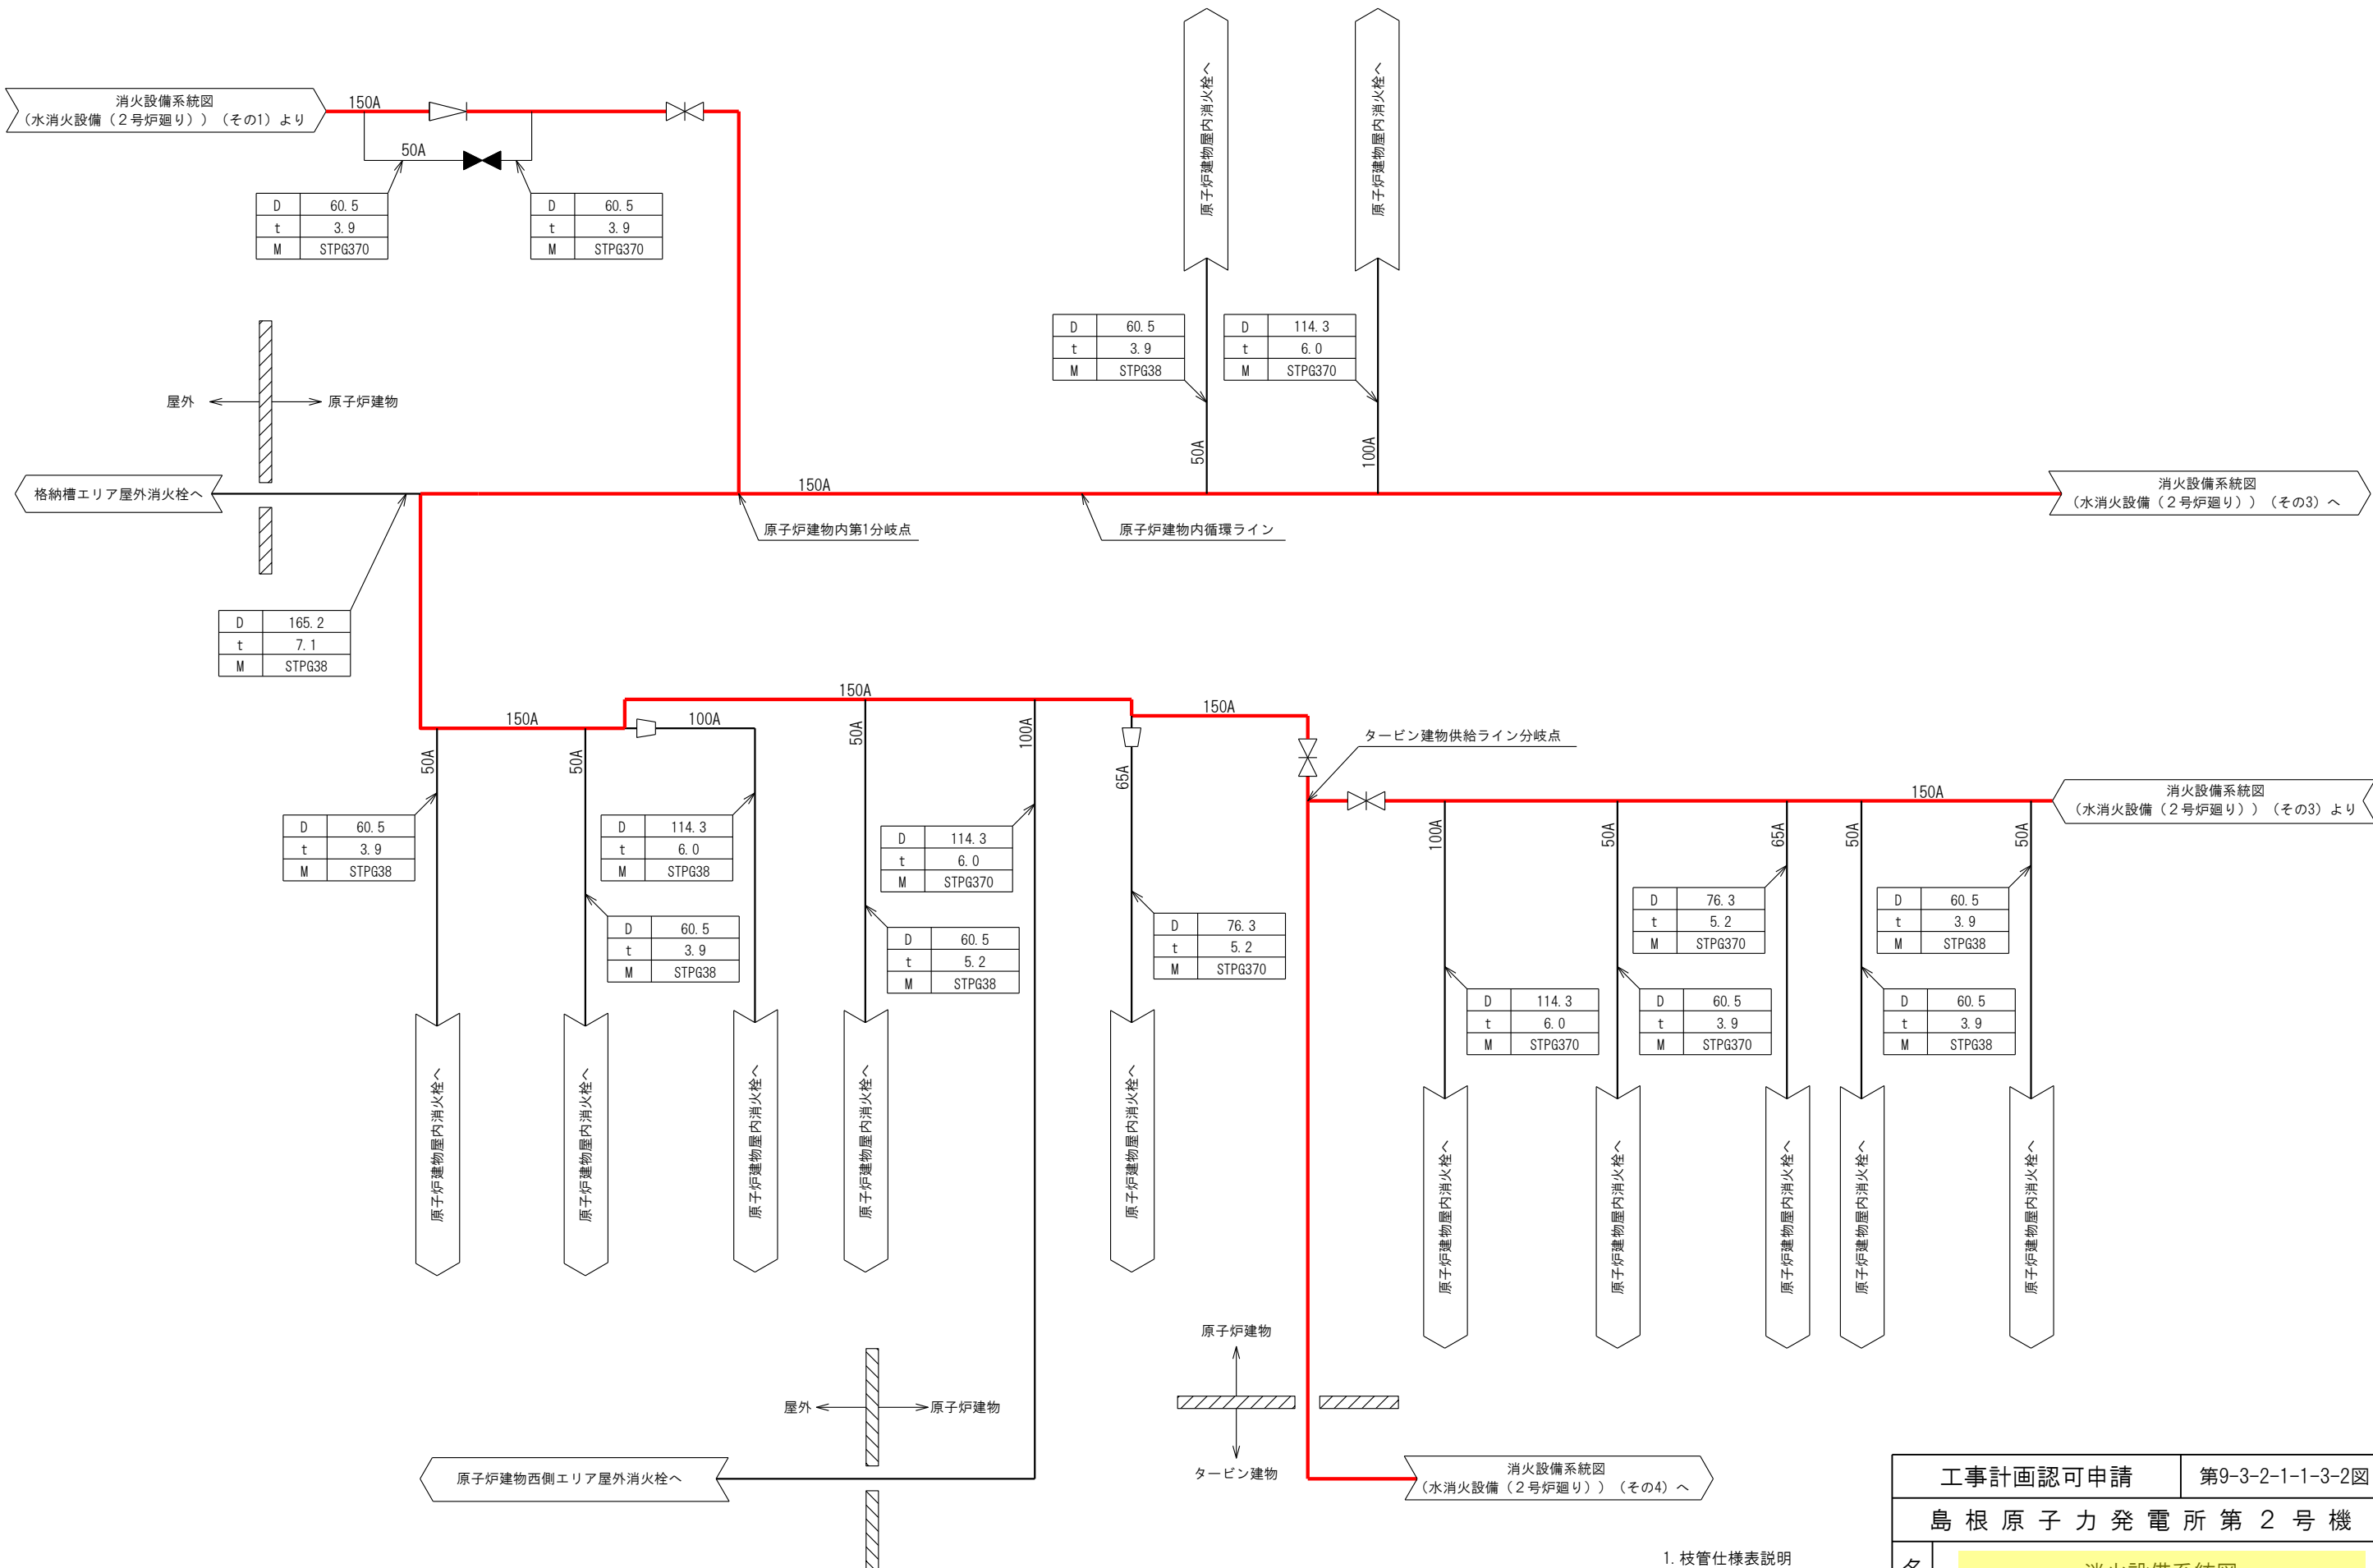 消火設備系統図
(水消火設備(2号炉廻り))(その1)より
150A
50A
D 60.5
t 3.9
M STPG370
D 60.5
t 3.9
M STPG370
原子炉建物屋内消火栓へ
原子炉建物屋内消火栓へ
D 60.5
t 3.9
M STPG38
D 114.3
t 6.0
M STPG370
50A
100A
屋外
原子炉建物
格納槽エリア屋外消火栓へ
150A
原子炉建物内第1分岐点
原子炉建物内循環ライン
消火設備系統図
(水消火設備(2号炉廻り))(その3)へ
D 165.2
t 7.1
M STPG38
150A
100A
150A
150A
50A
50A
50A
100A
65A
タービン建物供給ライン分岐点
150A
消火設備系統図
(水消火設備(2号炉廻り))(その3)より
D 60.5
t 3.9
M STPG38
D 114.3
t 6.0
M STPG38
D 114.3
t 6.0
M STPG370
D 60.5
t 3.9
M STPG38
D 60.5
t 5.2
M STPG38
D 76.3
t 5.2
M STPG370
100A
50A
65A
50A
50A
D 76.3
t 5.2
M STPG370
D 60.5
t 3.9
M STPG38
D 114.3
t 6.0
M STPG370
D 60.5
t 3.9
M STPG370
D 60.5
t 3.9
M STPG38
原子炉建物屋内消火栓へ
原子炉建物屋内消火栓へ
原子炉建物屋内消火栓へ
原子炉建物屋内消火栓へ
原子炉建物屋内消火栓へ
原子炉建物屋内消火栓へ
原子炉建物屋内消火栓へ
原子炉建物屋内消火栓へ
原子炉建物屋内消火栓へ
原子炉建物屋内消火栓へ
原子炉建物
タービン建物
屋外
原子炉建物
原子炉建物西側エリア屋外消火栓へ
消火設備系統図
(水消火設備(2号炉廻り))(その4)へ
工事計画認可申請
第9-3-2-1-1-3-2図
島根原子力発電所第2号機
1. 枝管仕様表説明
名
消火設備系統図